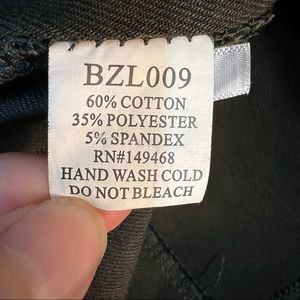 BZL009
60% COTTON
35% POLYESTER
5% SPANDEX
RN#149468
HAND WASH COLD
DO NOT BLEACH